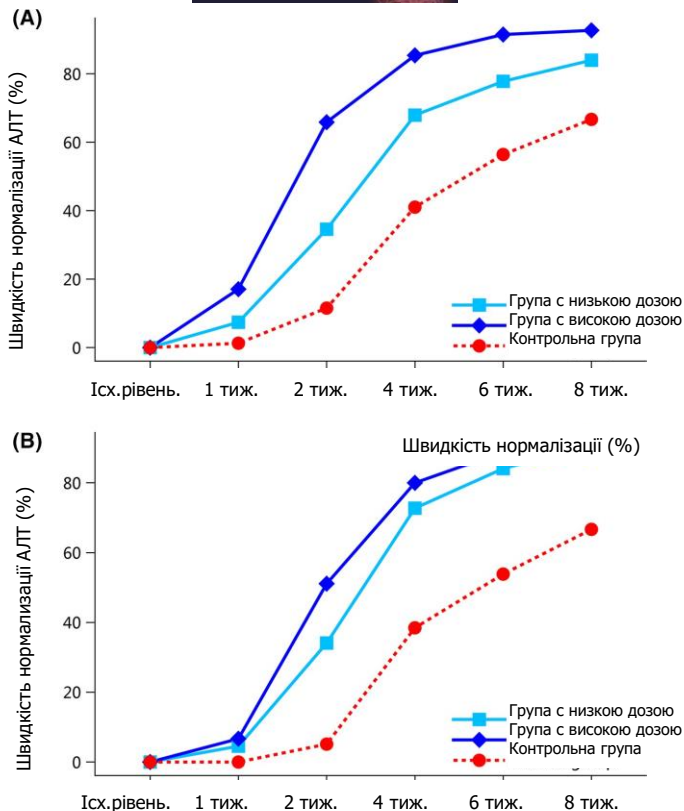 (A)
Швидкість нормалізації АЛТ (%)
80
60
40
20
0
Група с низькою дозою
Група с високою дозою
Контрольна група
Ісх.рівень. 1 тиж. 2 тиж. 4 тиж. 6 тиж. 8 тиж.
(B)
Швидкість нормалізації (%)
Швидкість нормализації АЛТ (%)
80
60
40
20
0
Група с низкою дозою
Група с високою дозою
Контрольна група
Ісх.рівень. 1 тиж. 2 тиж. 4 тиж. 6 тиж. 8 тиж.